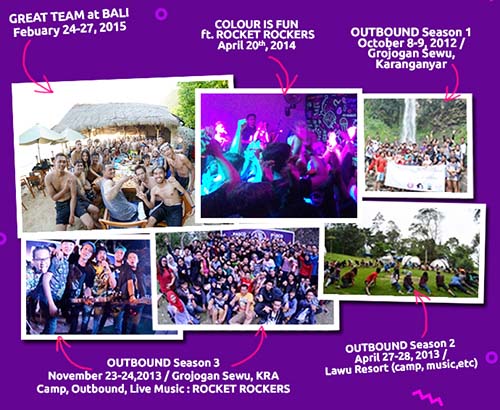 GREAT TEAM at BALI
Febuary 24-27, 2015
COLOUR IS FUN
ft. ROCKET ROCKERS
April 20th, 2014
OUTBOUND Season 1
October 8-9, 2012 /
Grojogan Sewu,
Karanganyar
OUTBOUND Season 3
November 23-24,2013 / Grojogan Sewu, KRA
Camp, Outbound, Live Music : ROCKET ROCKERS
OUTBOUND Season 2
April 27-28, 2013 /
Lawu Resort (camp, music,etc)